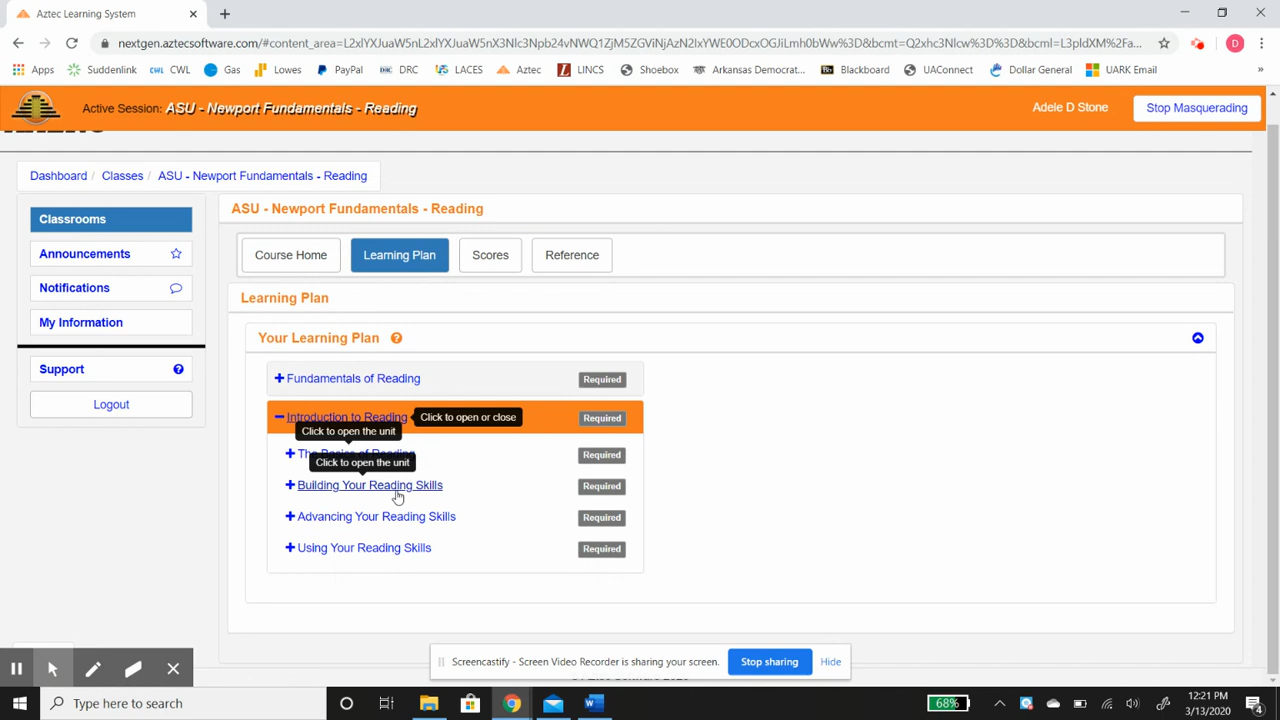 Aztec Learning System
nextgen.aztecsoftware.com/#content_area=L2xlYXJuaW5nL2xlYXJuaW5nX3Nlc3Npb24vNWQ1ZjM5ZGViNjAzN2IxYWE0ODcxOGJiLmh0bWw%3D%3D&bcmt=Q2xhc3Nlcw%3D%3D&bcml=L3pldXM%2Fa...
Apps Suddenlink CWL CWL Gas Lowes PayPal DRC LACES Aztec LINCS Shoebox Arkansas Democrat... Blackboard UAConnect Dollar General UARK Email »
Active Session: ASU - Newport Fundamentals - Reading
Adele D Stone
Stop Masquerading
Dashboard / Classes / ASU - Newport Fundamentals - Reading
Classrooms
Announcements
Notifications
My Information
Support
Logout
ASU - Newport Fundamentals - Reading
Course Home Learning Plan Scores Reference
Learning Plan
Your Learning Plan
Fundamentals of Reading Required
Introduction to Reading Click to open or close Required
Click to open the unit
Required
Click to open the unit
Building Your Reading Skills Required
Advancing Your Reading Skills Required
Using Your Reading Skills Required
Screencastify - Screen Video Recorder is sharing your screen. Stop sharing Hide
Type here to search
68%
12:21 PM
3/13/2020
4